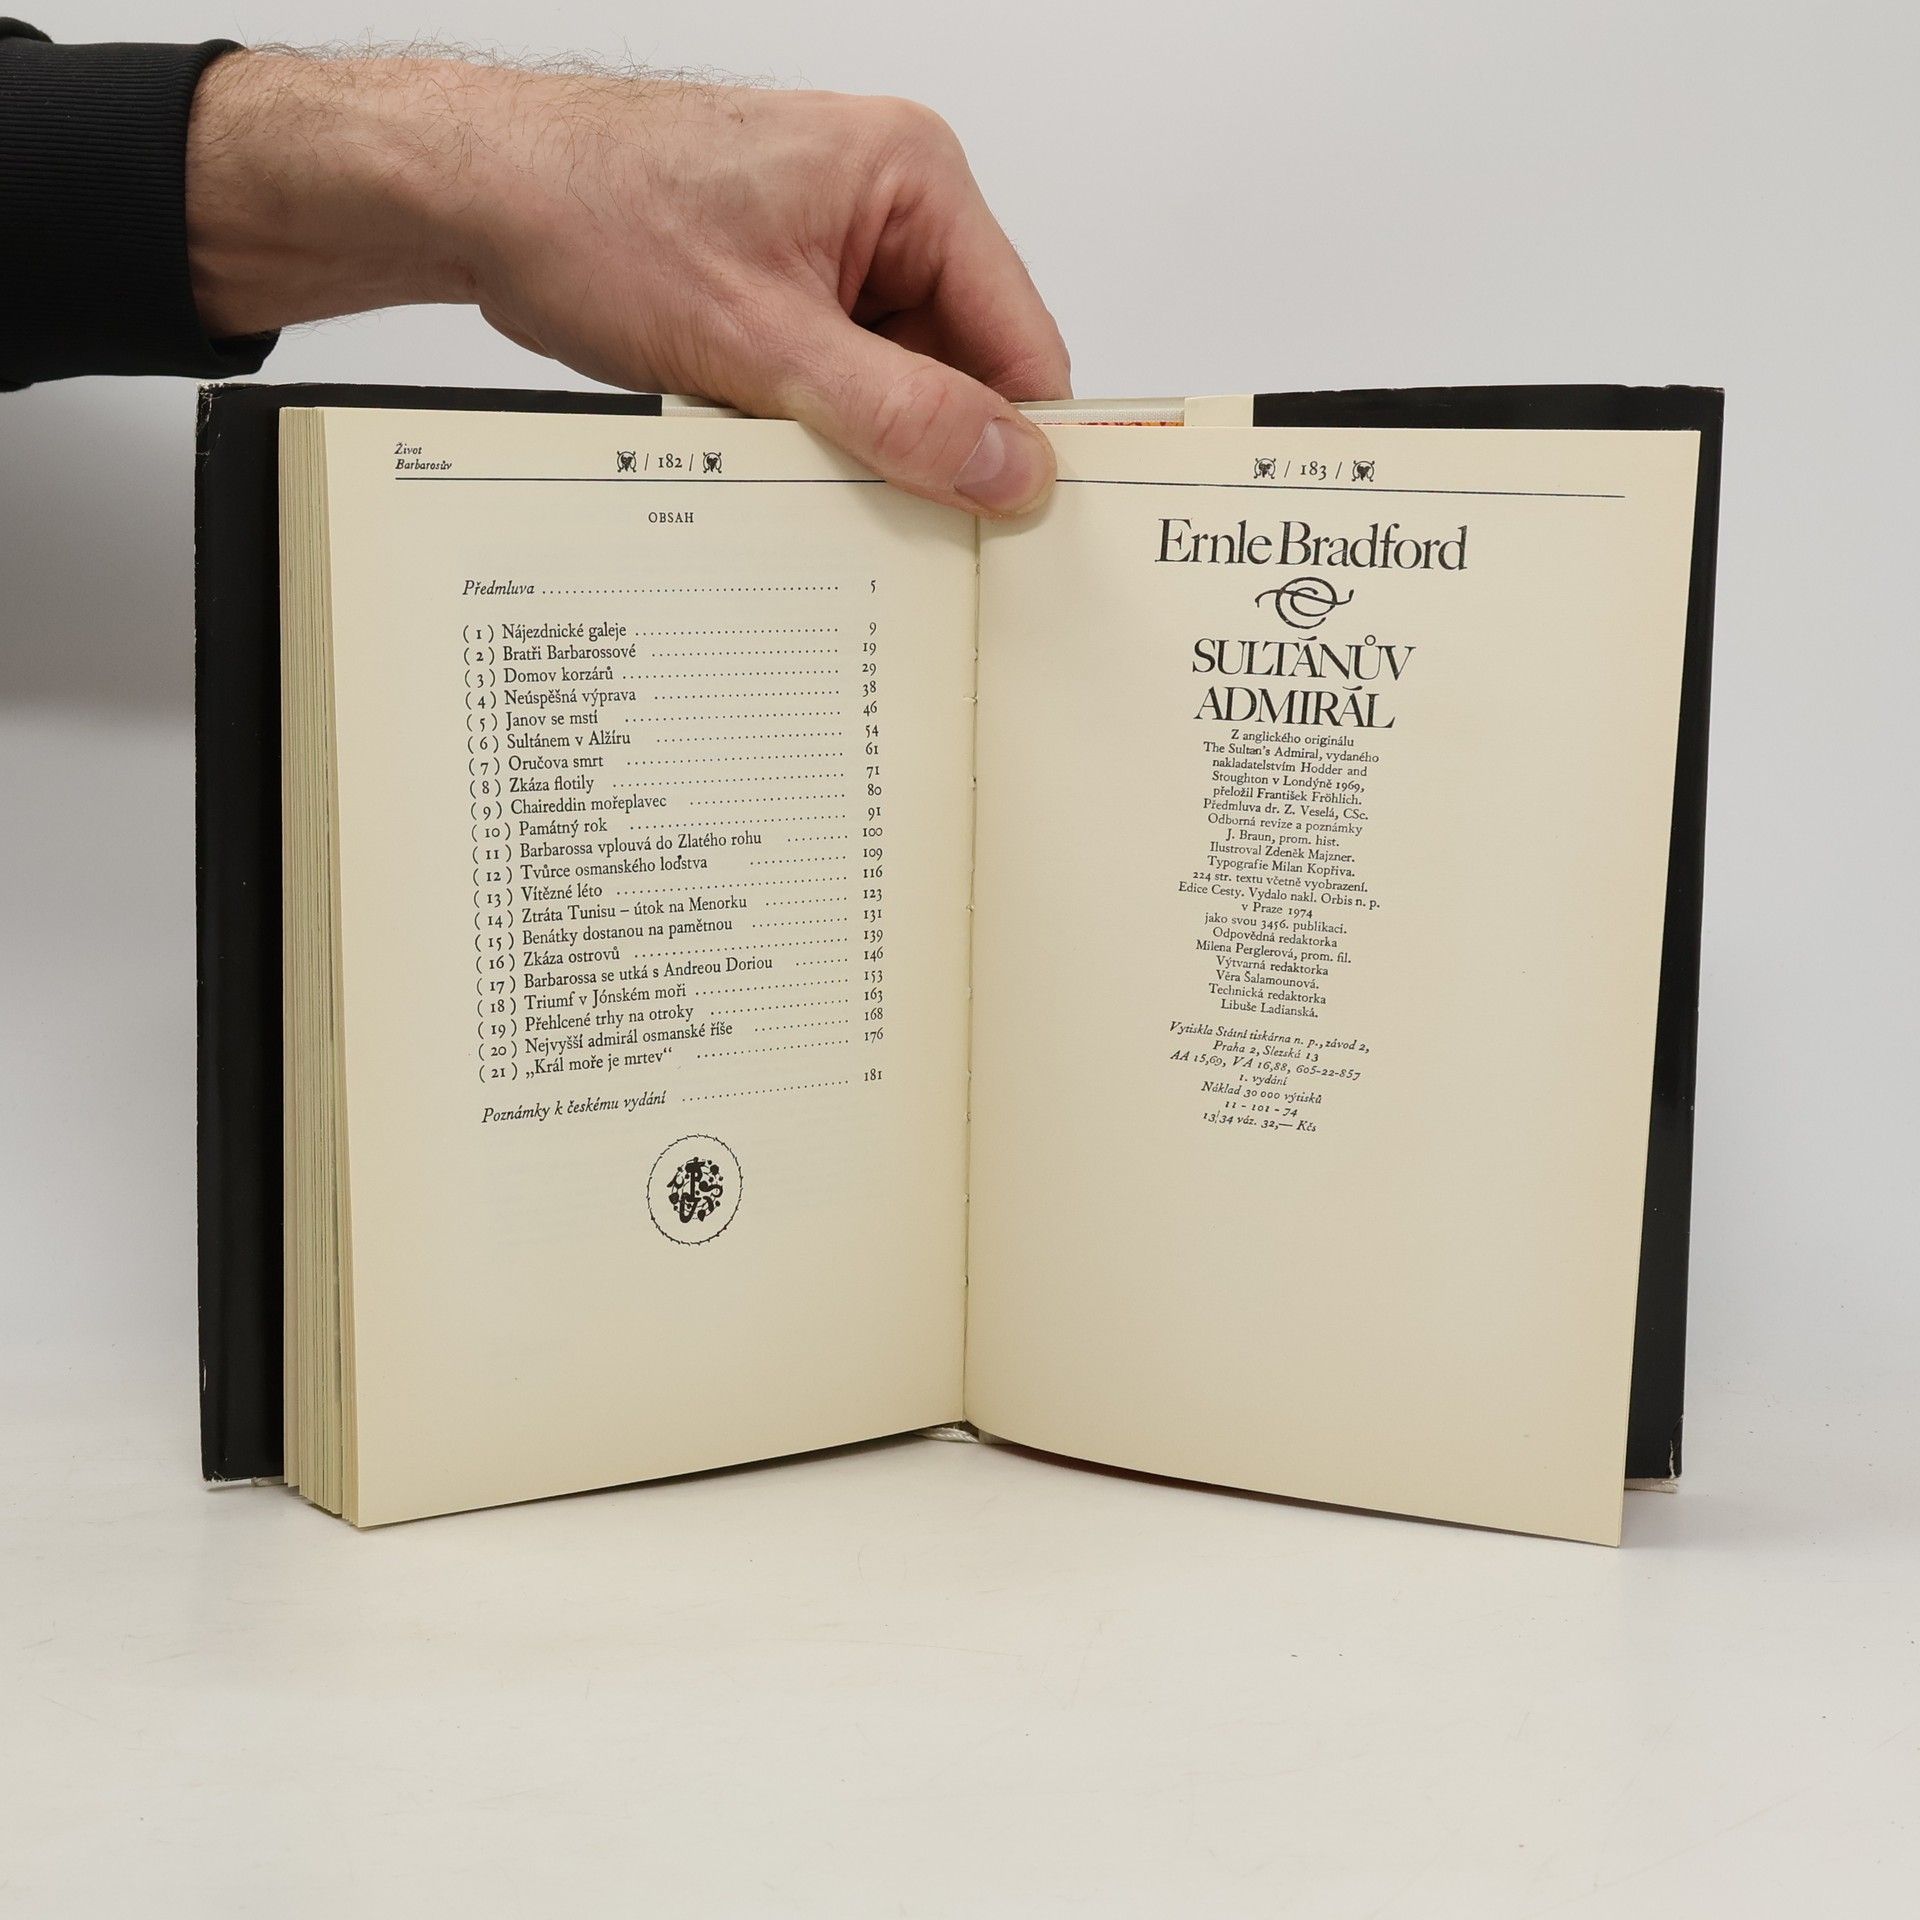 Život
Barbarosův
/ 182 /
OBSAH
Předmluva 5
( 1 ) Nájezdnické galeje 9
( 2 ) Bratři Barbarossové 19
( 3 ) Domov korzárů 29
( 4 ) Neúspěšná výprava 38
( 5 ) Janov se mstí 46
( 6 ) Sultánem v Alžíru 54
( 7 ) Oručova smrt 61
( 8 ) Zkáza flotily 71
( 9 ) Chaireddin mořeplavec 80
( 10 ) Památný rok 91
( 11 ) Barbarossa vplouvá do Zlatého rohu 100
( 12 ) Tvůrce osmanského loďstva 109
( 13 ) Vítězné léto 116
( 14 ) Ztráta Tunisu – útok na Menorku 123
( 15 ) Benátky dostanou na pamětnou 131
( 16 ) Zkáza ostrovů 139
( 17 ) Barbarossa se utká s Andreou Doriou 146
( 18 ) Triumf v Jónském moři 153
( 19 ) Přehlcené trhy na otroky 163
( 20 ) Nejvyšší admirál osmanské říše 168
( 21 ) „Král moře je mrtev“ 176
Poznámky k českému vydání 181
/ 183 /
Ernle Bradford
SULTÁNŮV
ADMIRÁL
Z anglického originálu
The Sultan's Admiral, vydaného
nakladatelstvím Hodder and
Stoughton v Londýně 1969,
přeložil František Fröhlich.
Předmluva dr. Z. Veselá, CSc.
Odborná revize a poznámky
J. Braun, prom. hist.
Ilustroval Zdeněk Majzner.
Typografie Milan Kopřiva.
224 str. textu včetně vyobrazení.
Edice Cesty. Vydalo nakl. Orbis n. p.
v Praze 1974
jako svou 3456. publikaci.
Odpovědná redaktorka
Milena Perglerová, prom. fil.
Výtvarná redaktorka
Věra Šalamounová.
Technická redaktorka
Libuše Ladianská.
Vytiskla Státní tiskárna n. p., závod 2,
Praha 2, Slezská 13
AA 15,69, VA 16,88, 605-22-857
1. vydání
Náklad 30 000 výtisků
11 - 101 - 74
13/34 váz. 32,— Kčs